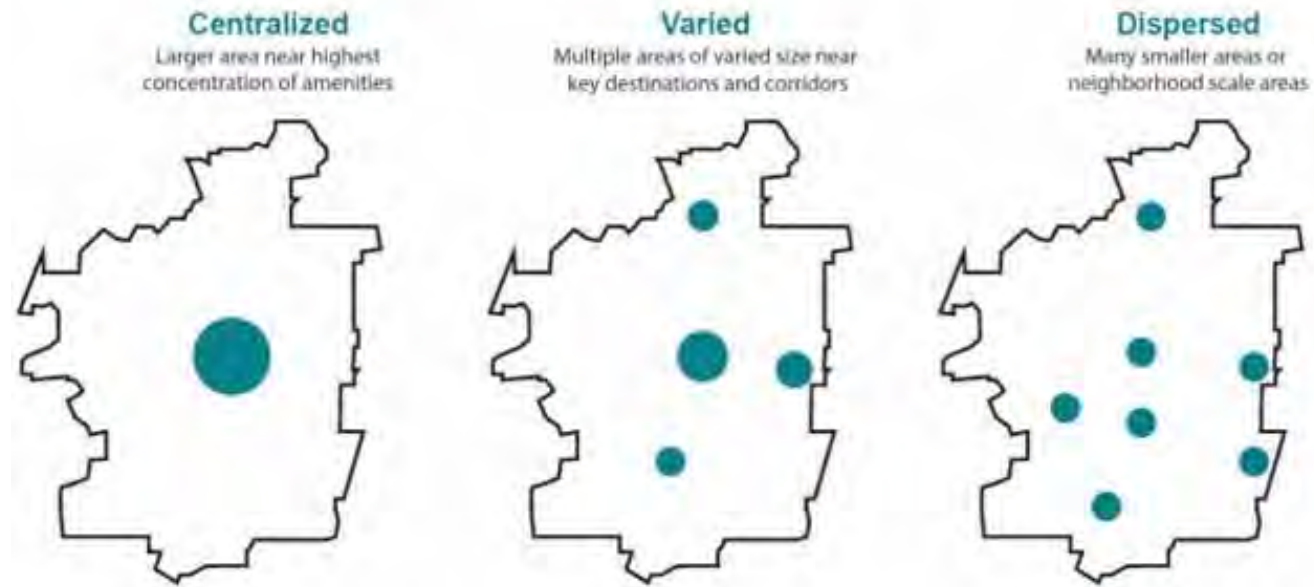 Centralized
Larger area near highest
concentration of amenities
Varied
Multiple areas of varied size near
key destinations and corridors
Dispersed
Many smaller areas or
neighborhood scale areas